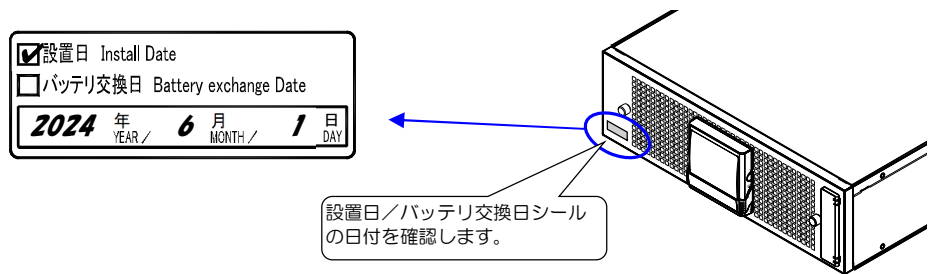 ☑設置日 Install Date
☐バッテリ交換日 Battery exchange Date
2024 年 YEAR／ 6 月 MONTH／ 1 日 DAY
設置日／バッテリ交換日シール
の日付を確認します。